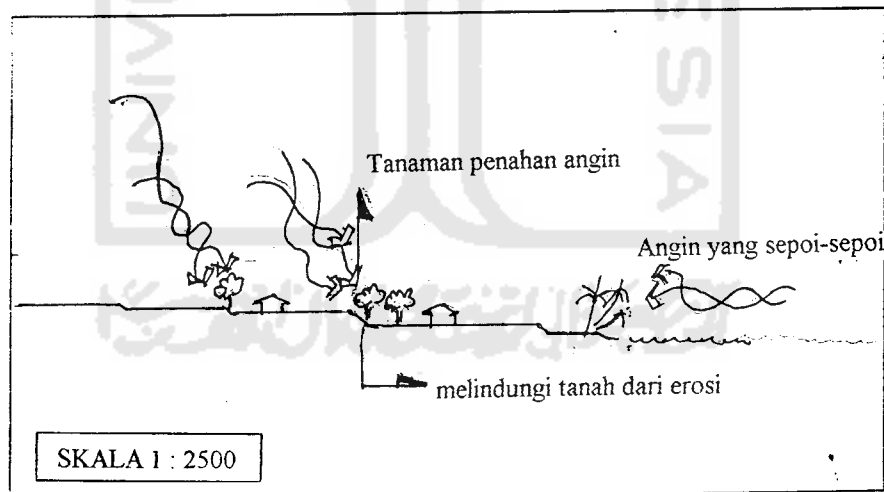 Tanaman penahan angin
Angin yang sepoi-sepoi
melindungi tanah dari erosi
SKALA 1 : 2500